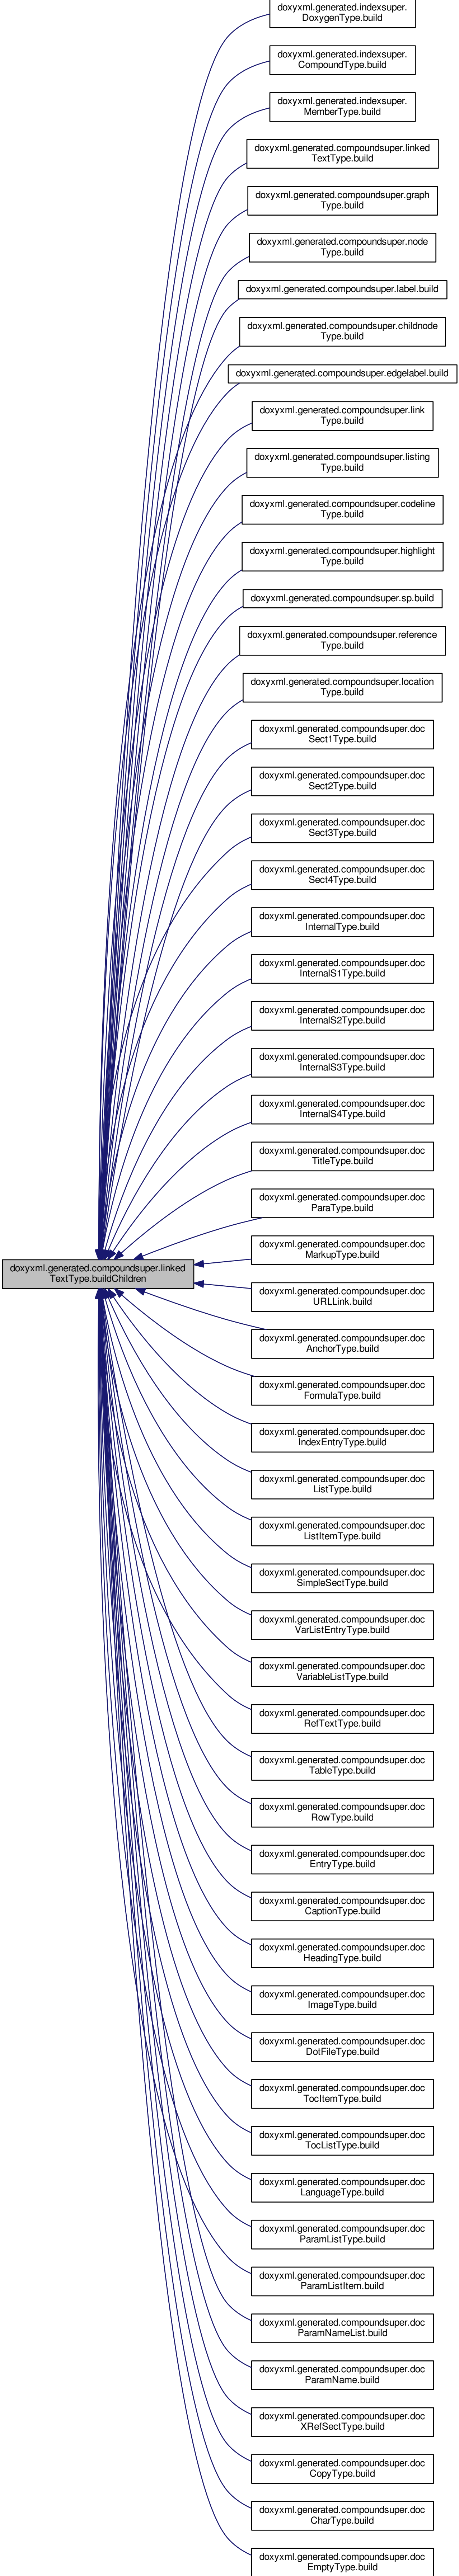 doxyxml.generated.indexsuper.
DoxygenType.build
doxyxml.generated.indexsuper.
CompoundType.build
doxyxml.generated.indexsuper.
MemberType.build
doxyxml.generated.compoundsuper.linked
TextType.build
doxyxml.generated.compoundsuper.graph
Type.build
doxyxml.generated.compoundsuper.node
Type.build
doxyxml.generated.compoundsuper.label.build
doxyxml.generated.compoundsuper.childnode
Type.build
doxyxml.generated.compoundsuper.edgelabel.build
doxyxml.generated.compoundsuper.link
Type.build
doxyxml.generated.compoundsuper.listing
Type.build
doxyxml.generated.compoundsuper.codeline
Type.build
doxyxml.generated.compoundsuper.highlight
Type.build
doxyxml.generated.compoundsuper.sp.build
doxyxml.generated.compoundsuper.reference
Type.build
doxyxml.generated.compoundsuper.location
Type.build
doxyxml.generated.compoundsuper.doc
Sect1Type.build
doxyxml.generated.compoundsuper.doc
Sect2Type.build
doxyxml.generated.compoundsuper.doc
Sect3Type.build
doxyxml.generated.compoundsuper.doc
Sect4Type.build
doxyxml.generated.compoundsuper.doc
InternalType.build
doxyxml.generated.compoundsuper.doc
InternalS1Type.build
doxyxml.generated.compoundsuper.doc
InternalS2Type.build
doxyxml.generated.compoundsuper.doc
InternalS3Type.build
doxyxml.generated.compoundsuper.doc
InternalS4Type.build
doxyxml.generated.compoundsuper.doc
TitleType.build
doxyxml.generated.compoundsuper.doc
ParaType.build
doxyxml.generated.compoundsuper.doc
MarkupType.build
doxyxml.generated.compoundsuper.linked
TextType.buildChildren
doxyxml.generated.compoundsuper.doc
URLLink.build
doxyxml.generated.compoundsuper.doc
AnchorType.build
doxyxml.generated.compoundsuper.doc
FormulaType.build
doxyxml.generated.compoundsuper.doc
IndexEntryType.build
doxyxml.generated.compoundsuper.doc
ListType.build
doxyxml.generated.compoundsuper.doc
ListItemType.build
doxyxml.generated.compoundsuper.doc
SimpleSectType.build
doxyxml.generated.compoundsuper.doc
VarListEntryType.build
doxyxml.generated.compoundsuper.doc
VariableListType.build
doxyxml.generated.compoundsuper.doc
RefTextType.build
doxyxml.generated.compoundsuper.doc
TableType.build
doxyxml.generated.compoundsuper.doc
RowType.build
doxyxml.generated.compoundsuper.doc
EntryType.build
doxyxml.generated.compoundsuper.doc
CaptionType.build
doxyxml.generated.compoundsuper.doc
HeadingType.build
doxyxml.generated.compoundsuper.doc
ImageType.build
doxyxml.generated.compoundsuper.doc
DotFileType.build
doxyxml.generated.compoundsuper.doc
TocItemType.build
doxyxml.generated.compoundsuper.doc
TocListType.build
doxyxml.generated.compoundsuper.doc
LanguageType.build
doxyxml.generated.compoundsuper.doc
ParamListType.build
doxyxml.generated.compoundsuper.doc
ParamListItem.build
doxyxml.generated.compoundsuper.doc
ParamNameList.build
doxyxml.generated.compoundsuper.doc
ParamName.build
doxyxml.generated.compoundsuper.doc
XRefSectType.build
doxyxml.generated.compoundsuper.doc
CopyType.build
doxyxml.generated.compoundsuper.doc
CharType.build
doxyxml.generated.compoundsuper.doc
EmptyType.build